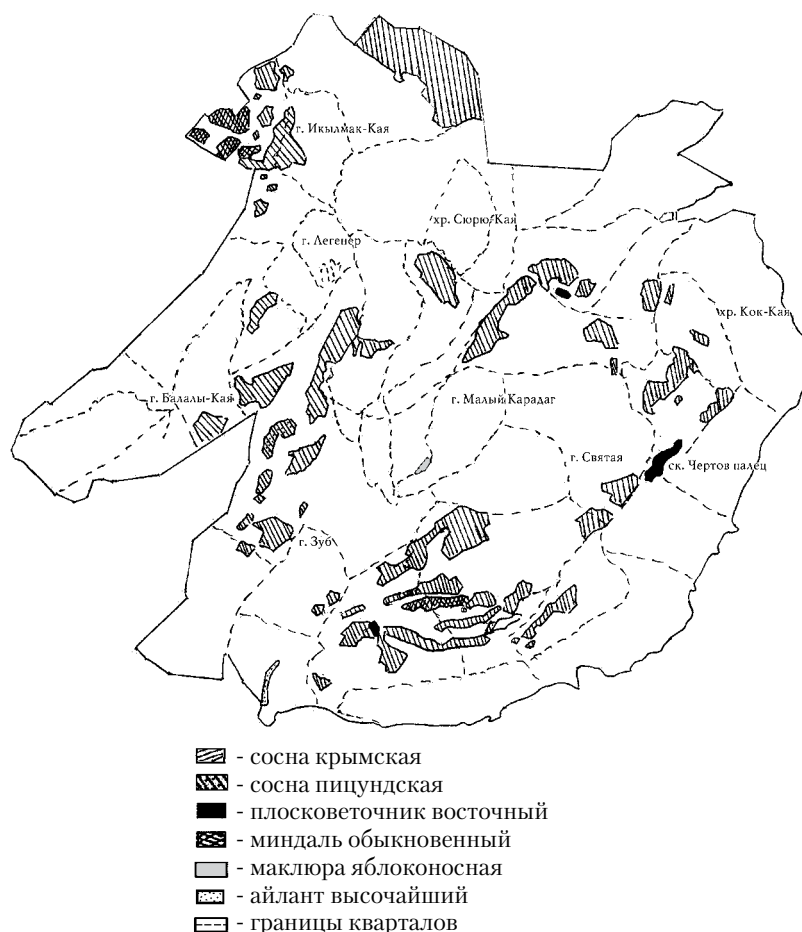 г. Икылмак-Кая
хр. Сюрю-Кая
г. Легенер
хр. Кок-Кая
г. Балалы-Кая
г. Малый Карадаг
г. Святая
ск. Чертов палец
г. Зуб
- сосна крымская
- сосна пицундская
- плосковеточник восточный
- миндаль обыкновенный
- маклюра яблоконосная
- айлант высочайший
- границы кварталов